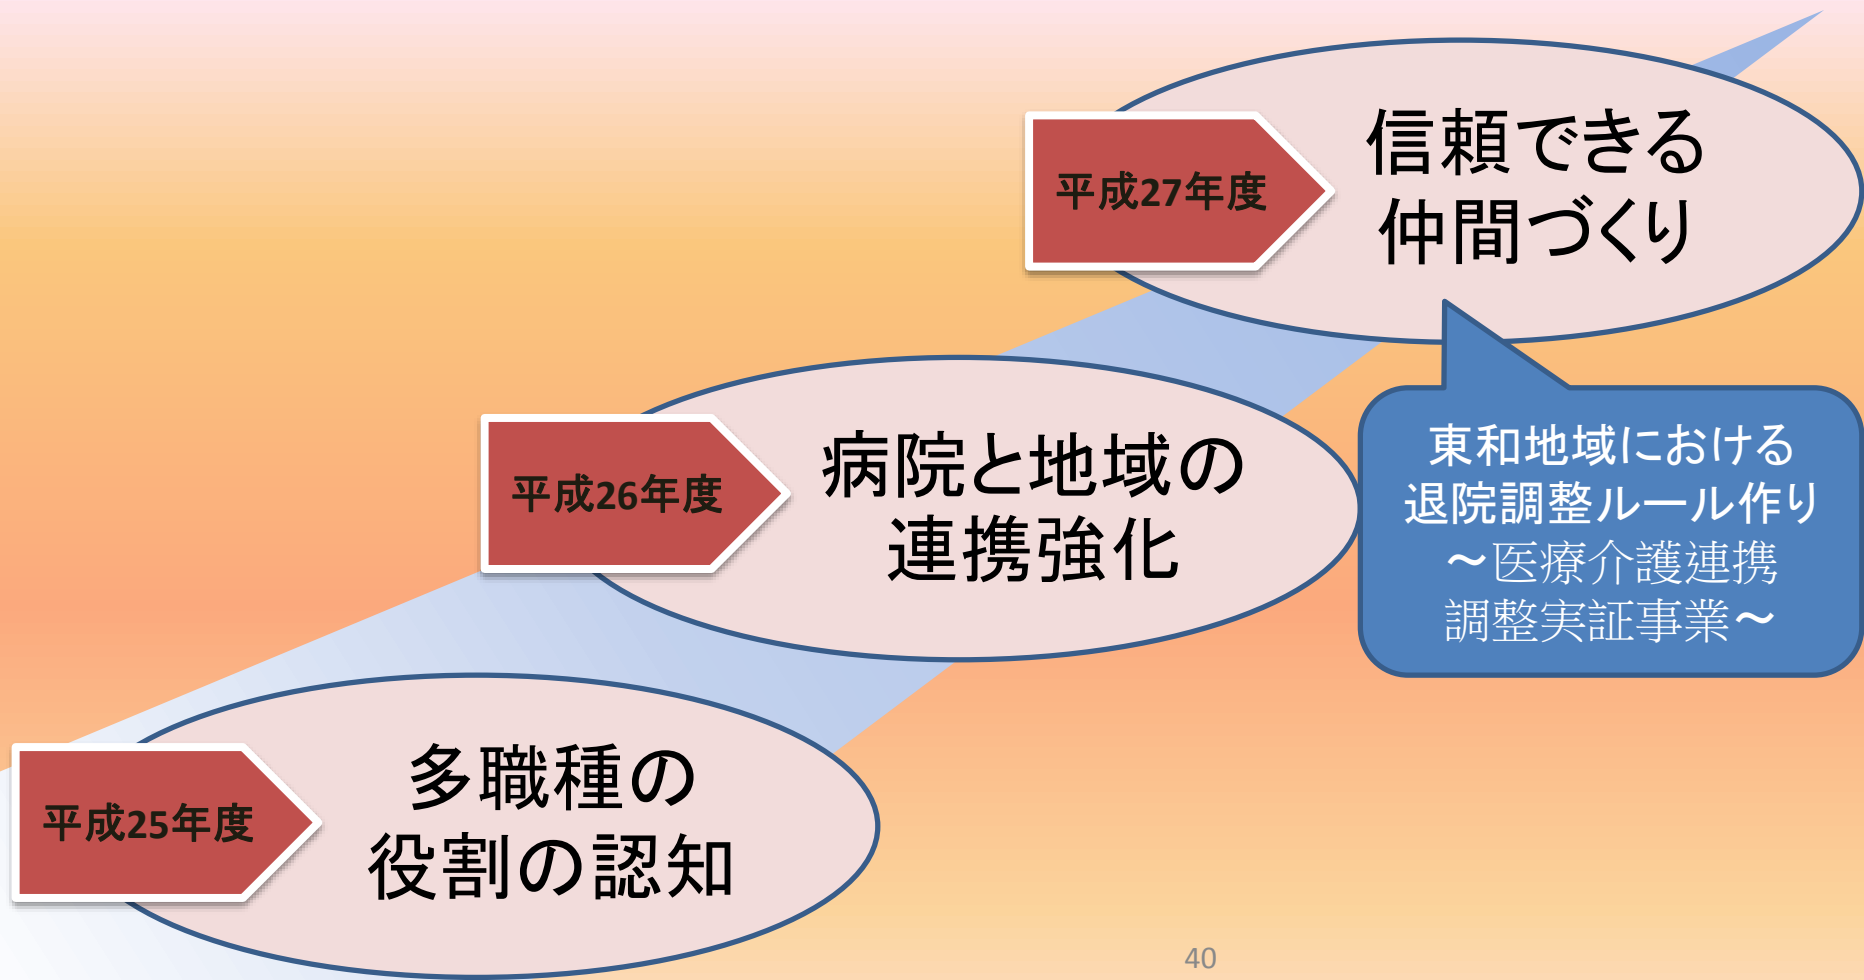 平成27年度
信頼できる
仲間づくり
平成26年度
病院と地域の
連携強化
東和地域における
退院調整ルール作り
～医療介護連携
調整実証事業～
平成25年度
多職種の
役割の認知
40